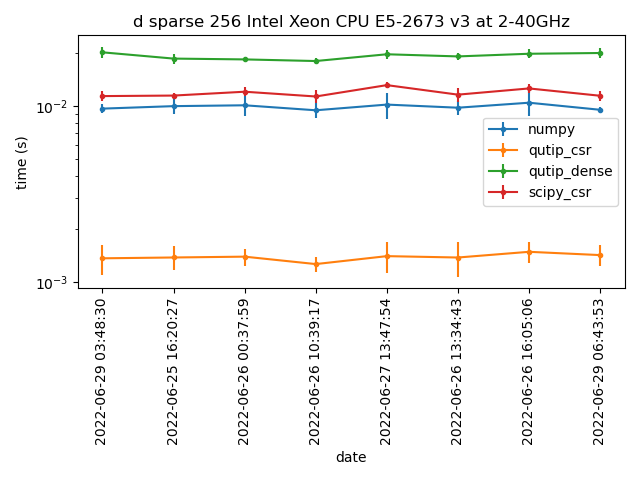 d sparse 256 Intel Xeon CPU E5-2673 v3 at 2-40GHz
time (s)
10⁻²
10⁻³
numpy
qutip_csr
qutip_dense
scipy_csr
2022-06-29 03:48:30
2022-06-25 16:20:27
2022-06-26 00:37:59
2022-06-26 10:39:17
2022-06-27 13:47:54
2022-06-26 13:34:43
2022-06-26 16:05:06
2022-06-29 06:43:53
date